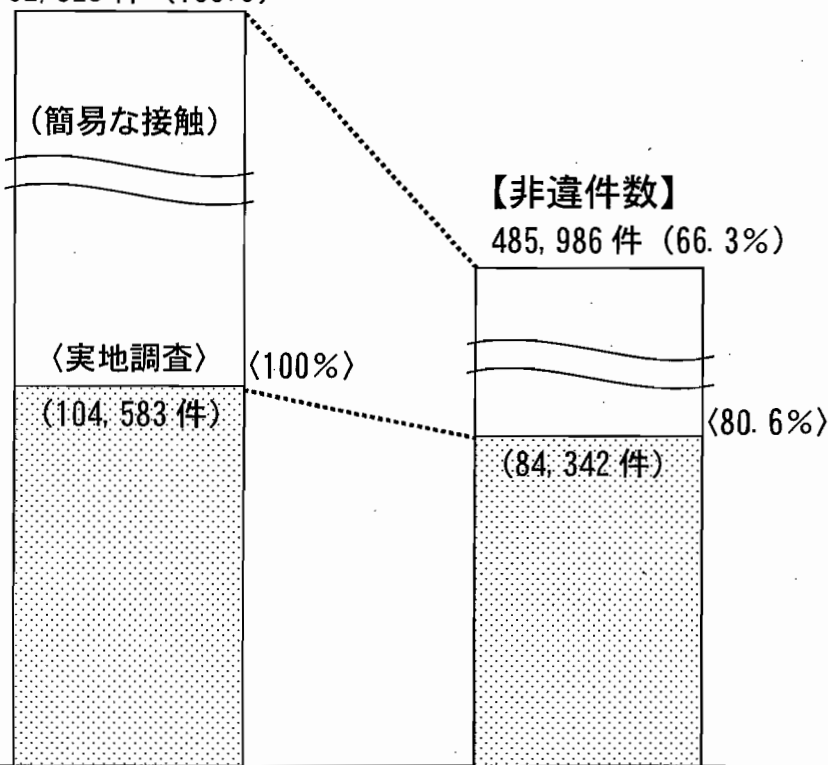 (簡易な接触)
【非違件数】
485,986 件 (66.3%)
〈実地調査〉
〈100%〉
(104,583 件)
〈80.6%〉
(84,342 件)